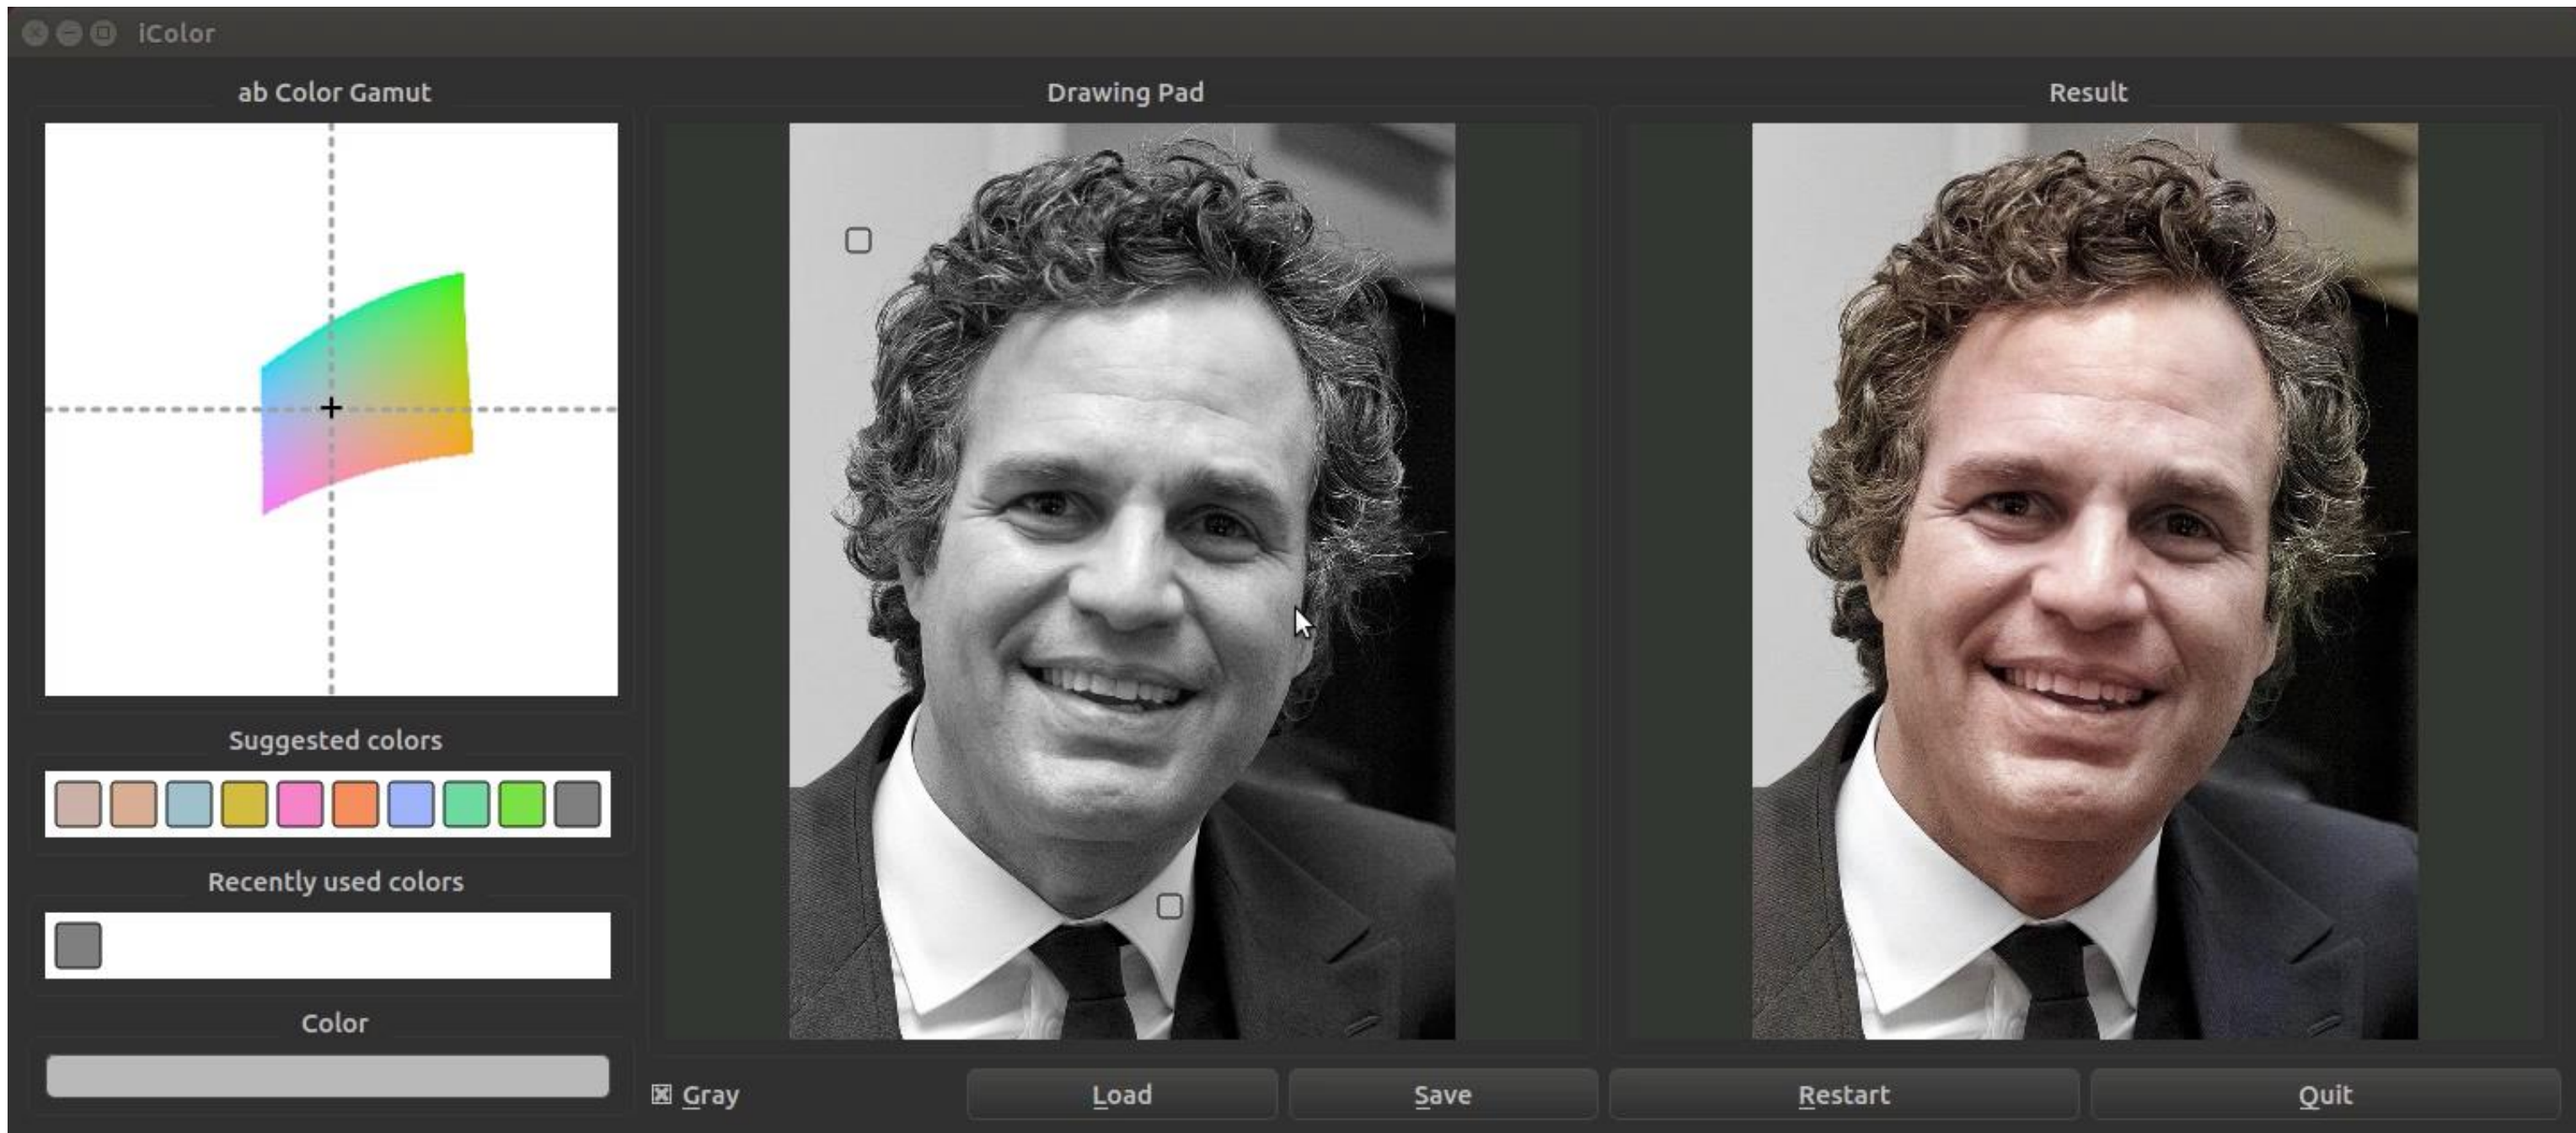 iColor
ab Color Gamut
Drawing Pad
Result
Suggested colors
Recently used colors
Color
Gray
Load
Save
Restart
Quit